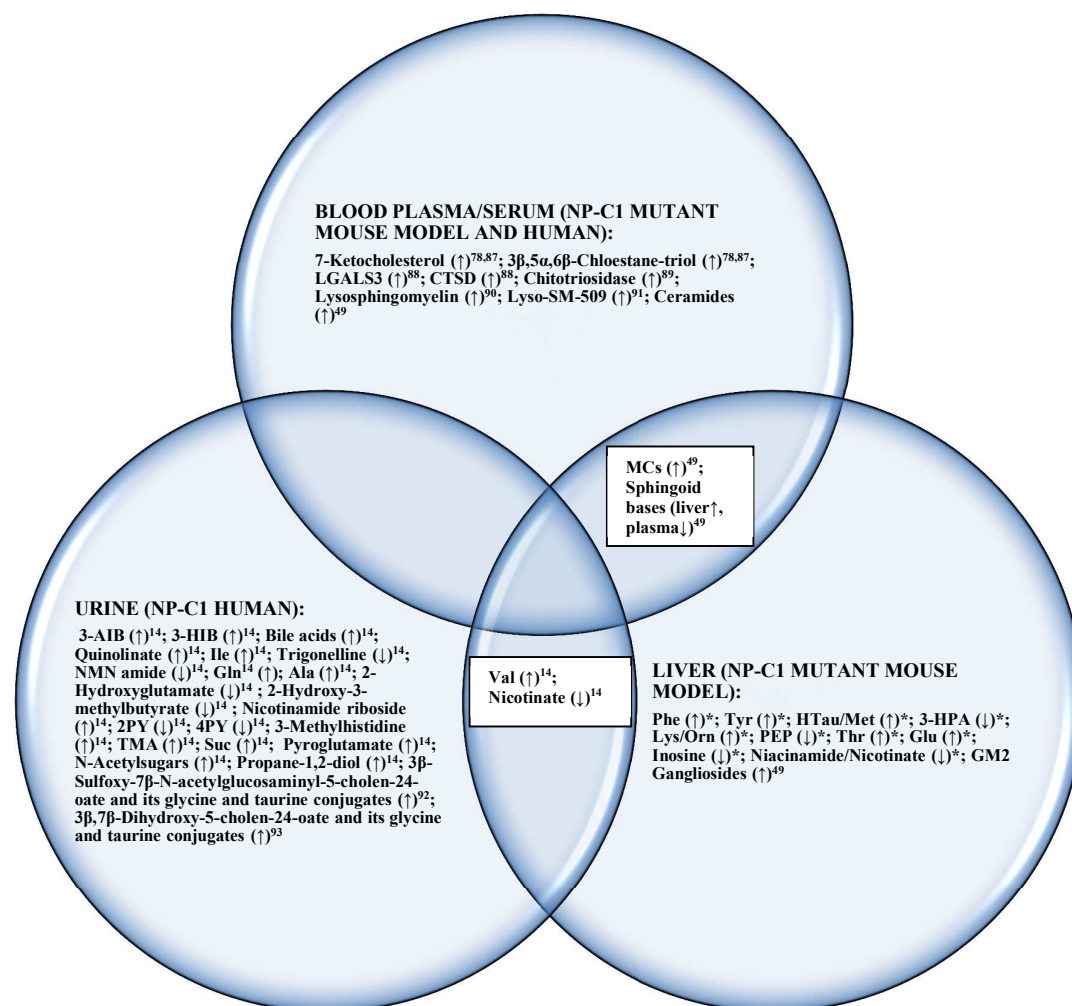 BLOOD PLASMA/SERUM (NP-C1 MUTANT
MOUSE MODEL AND HUMAN):
7-Ketocholesterol (↑)78,87; 3β,5α,6β-Chloestane-triol (↑)78,87;
LGALS3 (↑)88; CTSD (↑)88; Chitotriosidase (↑)89;
Lysosphingomyelin (↑)90; Lyso-SM-509 (↑)91; Ceramides
(↑)49
MCs (↑)49;
Sphingoid
bases (liver↑,
plasma↓)49
URINE (NP-C1 HUMAN):
3-AIB (↑)14; 3-HIB (↑)14; Bile acids (↑)14;
Quinolinate (↑)14; Ile (↑)14; Trigonelline (↓)14;
NMN amide (↓)14; Gln14 (↑); Ala (↑)14; 2-
Hydroxyglutamate (↓)14 ; 2-Hydroxy-3-
methylbutyrate (↓)14 ; Nicotinamide riboside
(↑)14; 2PY (↓)14; 4PY (↓)14; 3-Methylhistidine
(↑)14; TMA (↑)14; Suc (↑)14; Pyroglutamate (↑)14;
N-Acetylsugars (↑)14; Propane-1,2-diol (↑)14; 3β-
Sulfoxy-7β-N-acetylglucosaminyl-5-cholen-24-
oate and its glycine and taurine conjugates (↑)92;
3β,7β-Dihydroxy-5-cholen-24-oate and its glycine
and taurine conjugates (↑)93
Val (↑)14;
Nicotinate (↓)14
LIVER (NP-C1 MUTANT MOUSE
MODEL):
Phe (↑)*; Tyr (↑)*; HTau/Met (↑)*; 3-HPA (↓)*;
Lys/Orn (↑)*; PEP (↓)*; Thr (↑)*; Glu (↑)*;
Inosine (↓)*; Niacinamide/Nicotinate (↓)*; GM2
Gangliosides (↑)49